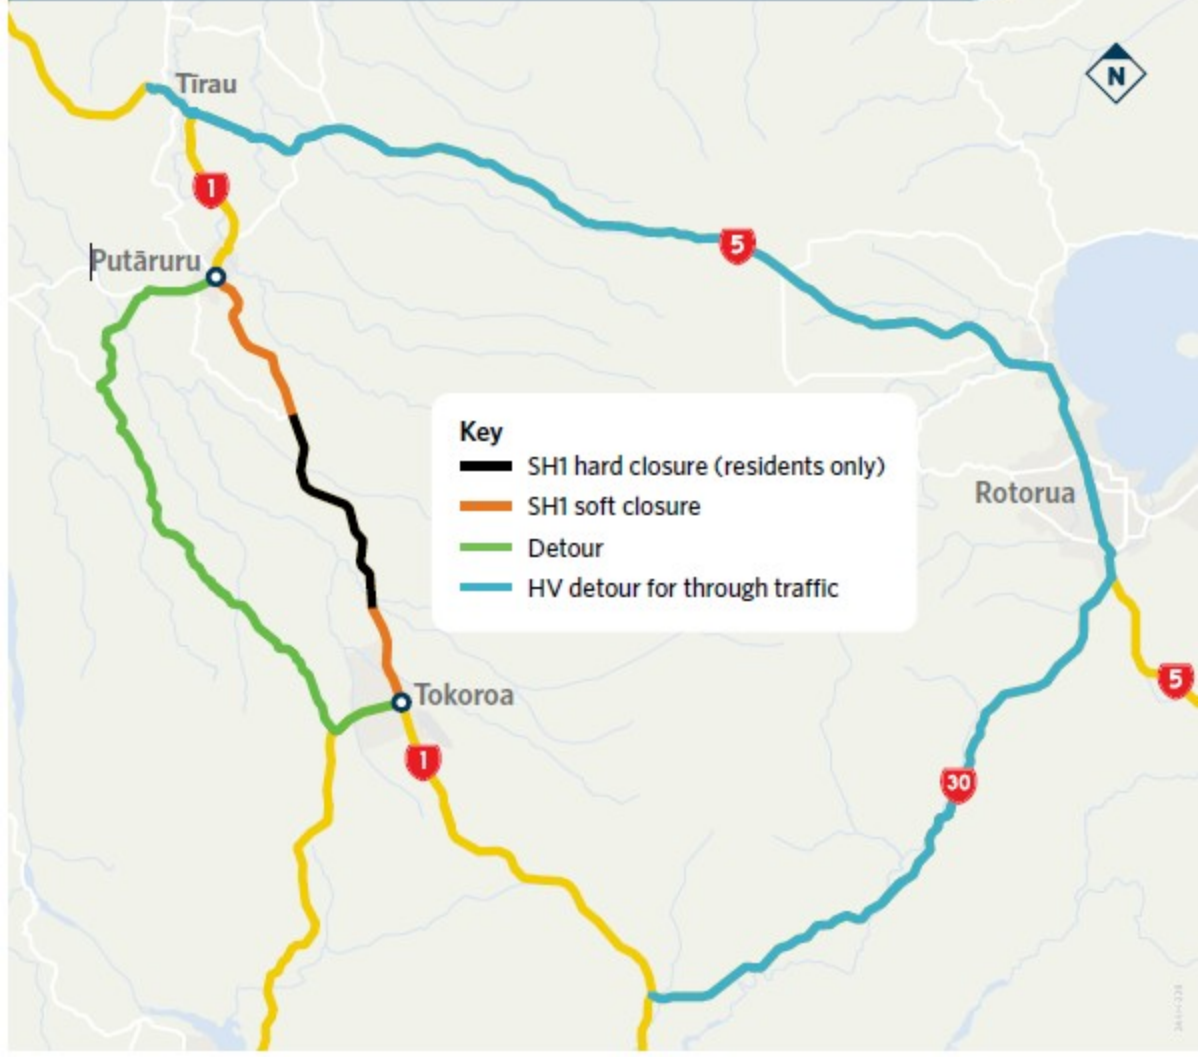 Tīrau
N
1
5
Putāruru
Key
SH1 hard closure (residents only)
SH1 soft closure
Detour
HV detour for through traffic
Rotorua
Tokoroa
5
1
30